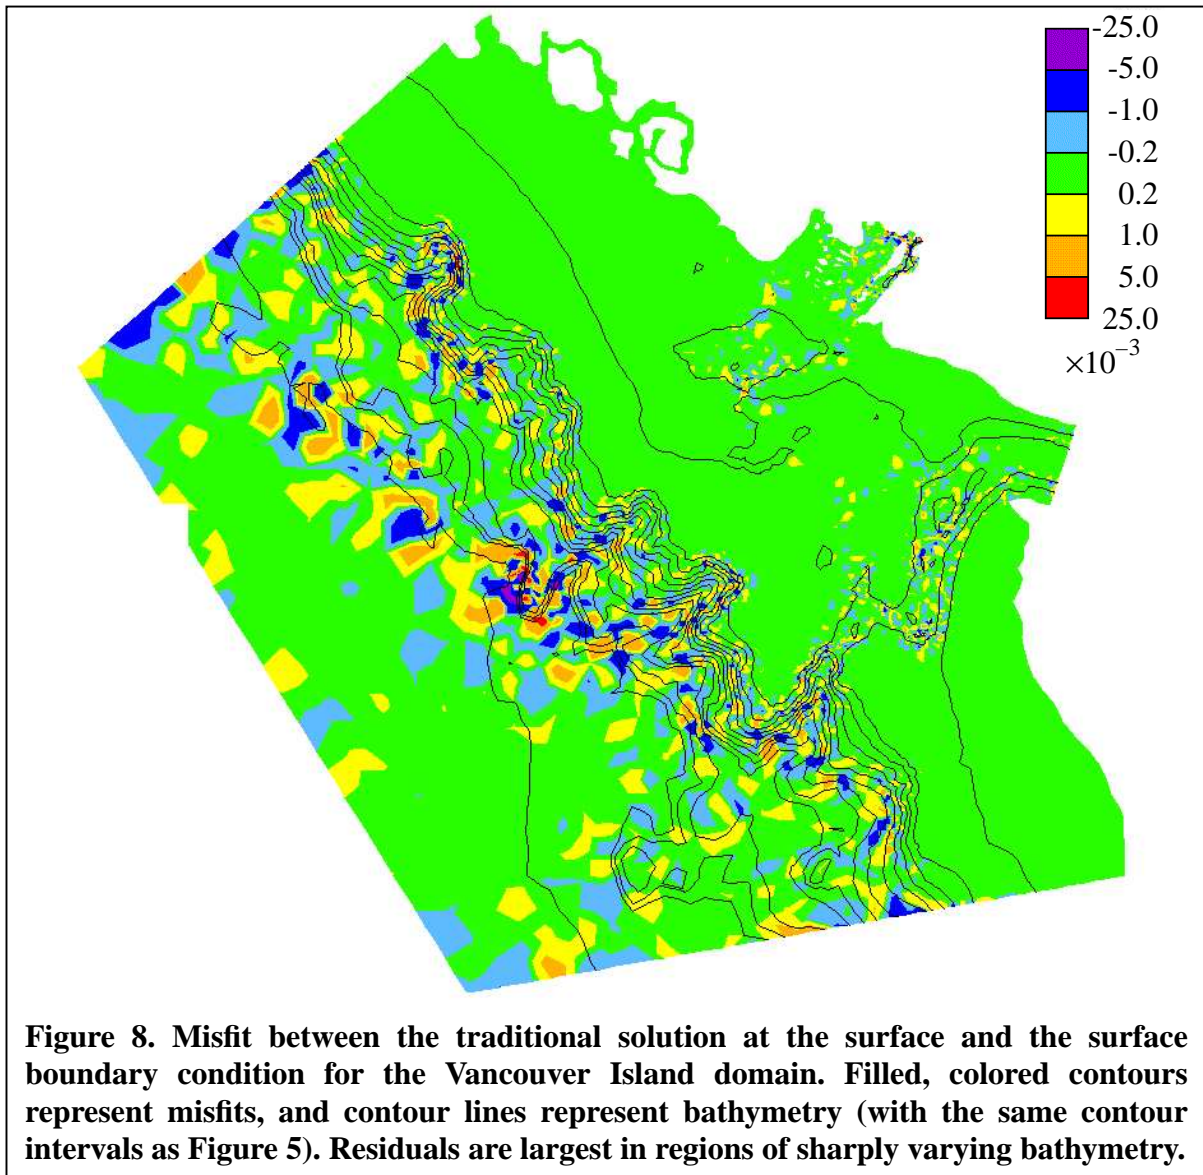 -25.0
-5.0
-1.0
-0.2
0.2
1.0
5.0
25.0
×10⁻³
Figure 8. Misfit between the traditional solution at the surface and the surface
boundary condition for the Vancouver Island domain. Filled, colored contours
represent misfits, and contour lines represent bathymetry (with the same contour
intervals as Figure 5). Residuals are largest in regions of sharply varying bathymetry.